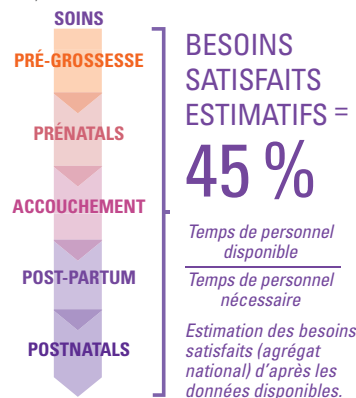 SOINS
PRÉ-GROSSESSE
PRÉNATALS
ACCOUCHEMENT
POST-PARTUM
POSTNATALS
BESOINS
SATISFAITS
ESTIMATIFS =
45 %
Temps de personnel
disponible
Temps de personnel
nécessaire
Estimation des besoins
satisfaits (agrégat
national) d'après les
données disponibles.